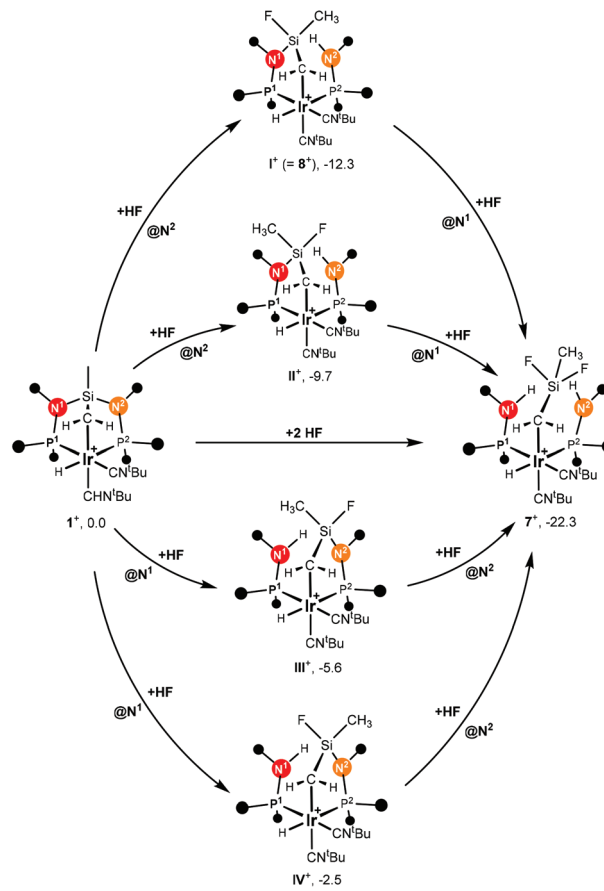 F CH₃
Si H
N¹ N²
H C H
P¹ P²
Ir⁺
H CNᵗBu
CNᵗBu
I⁺ (= 8⁺), -12.3
+HF
@N²
+HF
@N¹
H₃C F
Si H
N¹ N²
H C H
P¹ P²
Ir⁺
H CNᵗBu
CNᵗBu
II⁺, -9.7
+HF
@N²
+HF
@N¹
Si
N¹ N²
C H
H
P¹ P²
Ir⁺
H CNᵗBu
CHNᵗBu
1⁺, 0.0
+2 HF
CH₃
F Si F
H H
N¹ N²
H C H
P¹ P²
Ir⁺
H CNᵗBu
CNᵗBu
7⁺, -22.3
+HF
@N¹
+HF
@N²
F
H Si
N¹ N²
H C H
P¹ P²
Ir⁺
H CNᵗBu
CNᵗBu
III⁺, -5.6
+HF
@N¹
+HF
@N²
F CH₃
H Si
N¹ N²
H C H
P¹ P²
Ir⁺
H CNᵗBu
CNᵗBu
IV⁺, -2.5